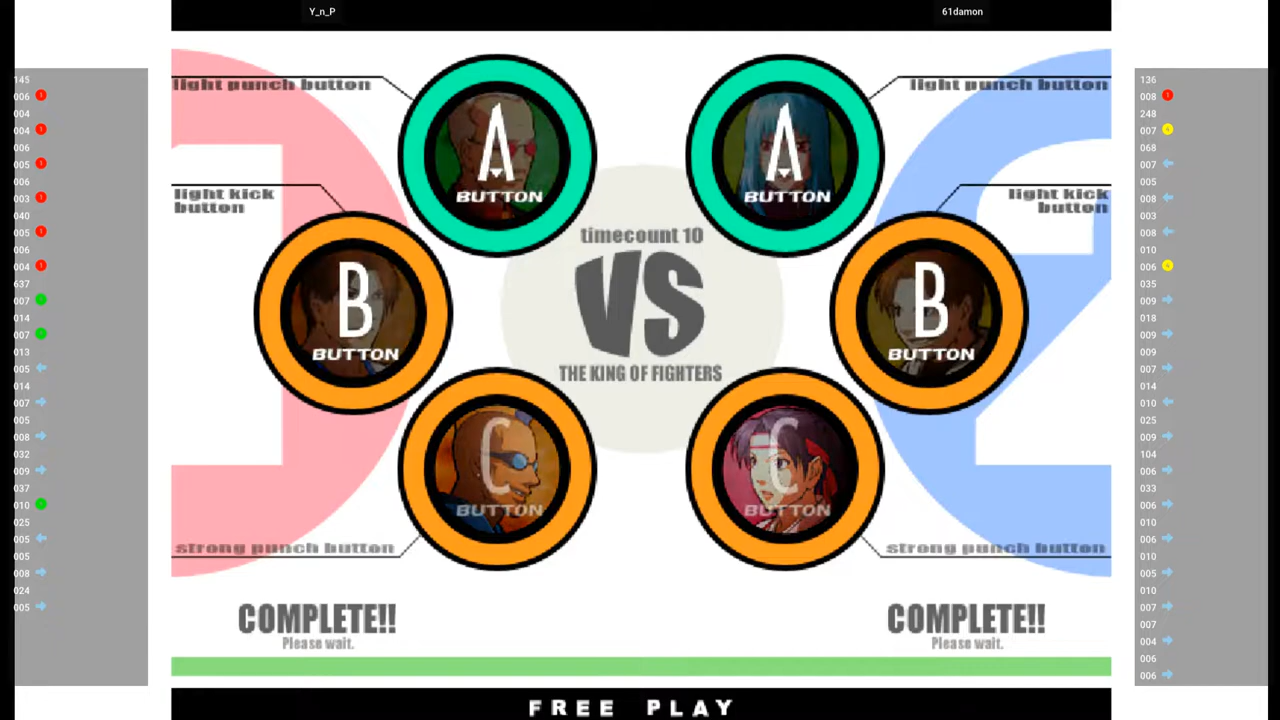 Y_n_P
61damon
145
006
004
004
006
005
006
003
040
005
006
004
637
007
014
007
013
005
014
007
005
008
032
009
037
010
025
005
005
008
024
005
light punch button
A
BUTTON
light kick
button
B
BUTTON
C
BUTTON
strong punch button
COMPLETE!!
Please wait.
timecount 10
VS
THE KING OF FIGHTERS
light punch button
A
BUTTON
light kick
button
B
BUTTON
C
BUTTON
strong punch button
COMPLETE!!
Please wait.
FREE PLAY
136
008
248
007
068
007
005
008
003
008
010
006
035
009
018
009
009
007
014
010
025
009
104
006
033
006
010
006
010
005
010
007
007
004
006
006